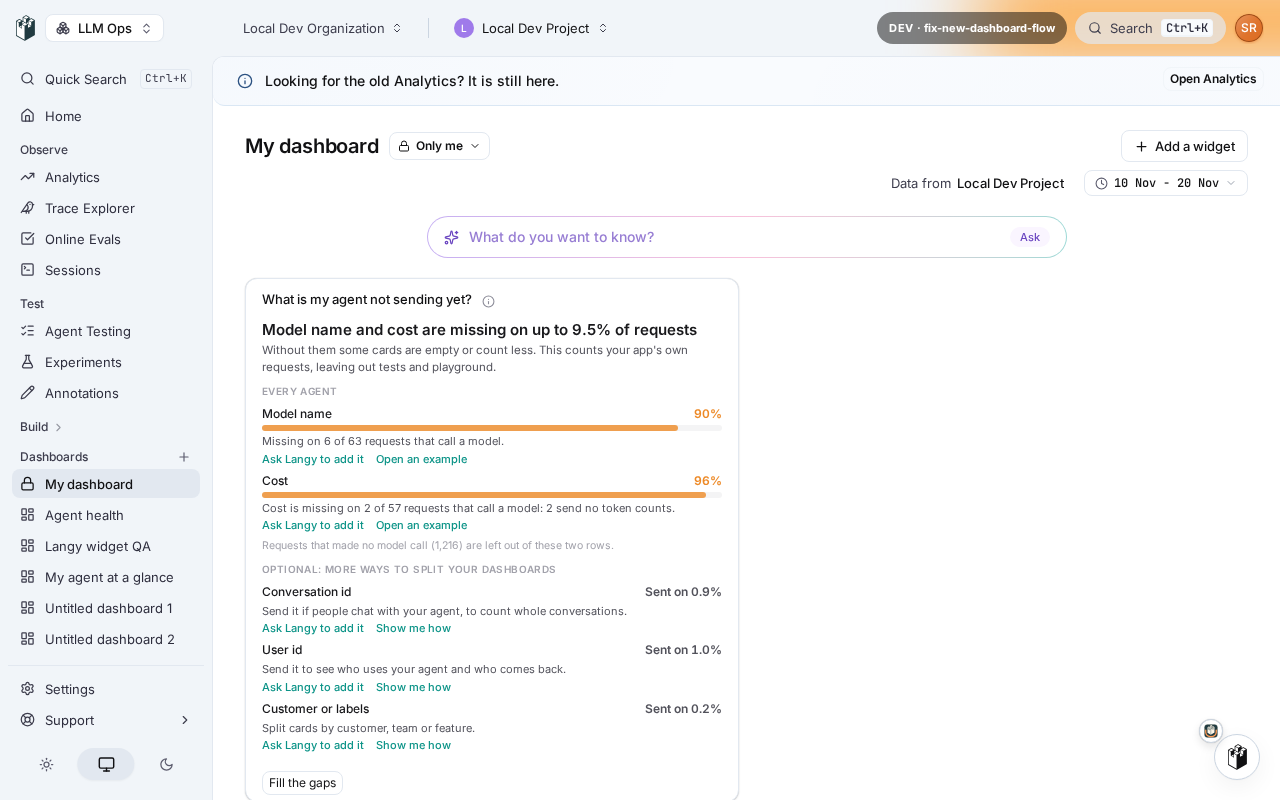 LLM Ops
Local Dev Organization
L
Local Dev Project
DEV · fix-new-dashboard-flow
Search
Ctrl+K
SR
Quick Search
Ctrl+K
Home
Observe
Analytics
Trace Explorer
Online Evals
Sessions
Test
Agent Testing
Experiments
Annotations
Build
Dashboards
My dashboard
Agent health
Langy widget QA
My agent at a glance
Untitled dashboard 1
Untitled dashboard 2
Settings
Support
Looking for the old Analytics? It is still here.
Open Analytics
My dashboard
Only me
Add a widget
Data from Local Dev Project
10 Nov - 20 Nov
What do you want to know?
Ask
What is my agent not sending yet?
Model name and cost are missing on up to 9.5% of requests
Without them some cards are empty or count less. This counts your app's own
requests, leaving out tests and playground.
EVERY AGENT
Model name 90%
Missing on 6 of 63 requests that call a model.
Ask Langy to add it Open an example
Cost 96%
Cost is missing on 2 of 57 requests that call a model: 2 send no token counts.
Ask Langy to add it Open an example
Requests that made no model call (1,216) are left out of these two rows.
OPTIONAL: MORE WAYS TO SPLIT YOUR DASHBOARDS
Conversation id Sent on 0.9%
Send it if people chat with your agent, to count whole conversations.
Ask Langy to add it Show me how
User id Sent on 1.0%
Send it to see who uses your agent and who comes back.
Ask Langy to add it Show me how
Customer or labels Sent on 0.2%
Split cards by customer, team or feature.
Ask Langy to add it Show me how
Fill the gaps